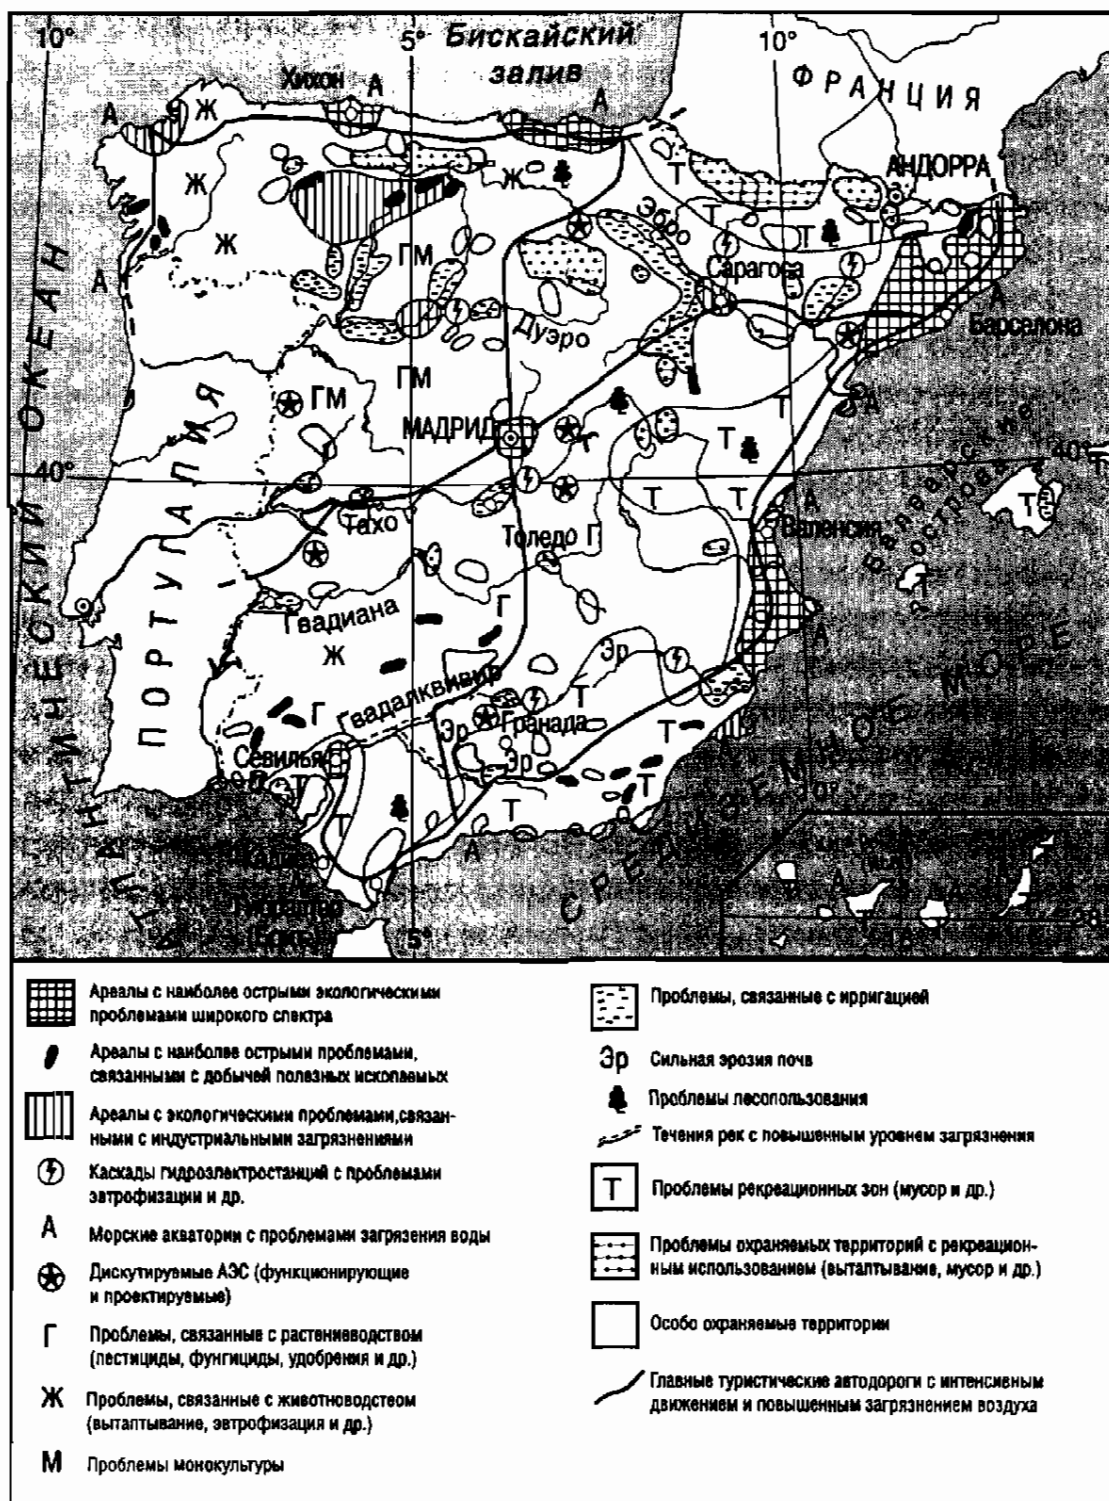 10°
5°
Бискайский
залив
10°
ФРАНЦИЯ
Хихон
А
А
А
Ж
АНДОРРА
Ж
Ж
Т
Эбро
Т
Т
Т
Ж
ГМ
Сарагоса
А
А
Барселона
Дуэро
ГМ
ГМ
МАДРИД
Т
А
Т
40°
40°
Т
Балеарские
острова
Т
Т
Т
А
Валенсия
Тахо
Толедо Г
Т
ПОРТУГАЛИЯ
Гвадиана
Г
Ж
Эр
А
Гвадалквивир
Т
Г
Эр
Гранада
Т
Севилья
Эр
Т
Т
Т
Т
А
АТЛАНТИЧЕСКИЙ ОКЕАН
СРЕДИЗЕМНОЕ МОРЕ
5°
Т
Т
Ареалы с наиболее острыми экологическими
проблемами широкого спектра
Ареалы с наиболее острыми проблемами,
связанными с добычей полезных ископаемых
Ареалы с экологическими проблемами,связан-
ными с индустриальными загрязнениями
Каскады гидроэлектростанций с проблемами
эвтрофизации и др.
А Морские акватории с проблемами загрязения воды
Дискутируемые АЭС (функционирующие
и проектируемые)
Г Проблемы, связанные с растениеводством
(пестициды, фунгициды, удобрения и др.)
Ж Проблемы, связанные с животноводством
(вытаптывание, эвтрофизация и др.)
М Проблемы монокультуры
Проблемы, связанные с ирригацией
Эр Сильная эрозия почв
Проблемы лесопользования
Течения рек с повышенным уровнем загрязнения
Т Проблемы рекреационных зон (мусор и др.)
Проблемы охраняемых территорий с рекреацион-
ным использованием (вытаптывание, мусор и др.)
Особо охраняемые территории
Главные туристические автодороги с интенсивным
движением и повышенным загрязнением воздуха